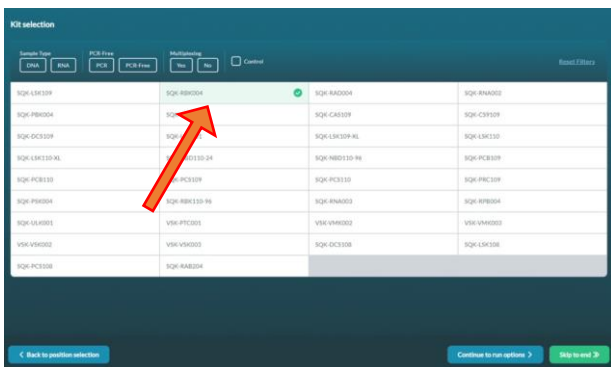 Kit selection
Sample Type PCR-Free Multiplexing
DNA RNA PCR PCR-Free Yes No Control Reset Filters
SQK-LSK109 SQK-RBK004 SQK-RAD004 SQK-RNA002
SQK-PBK004 SQK-CAS109 SQK-CS9109
SQK-DCS109 SQK-LSK109-XL SQK-LSK110
SQK-LSK110-XL SQK-NBD110-96 SQK-PCB109
SQK-PCB110 SQK-PCS109 SQK-PCS110 SQK-PRC109
SQK-PSK004 SQK-RBK110-96 SQK-RNA001 SQK-RPB004
SQK-ULK001 VSK-PTC001 VSK-VMK002 VSK-VMK003
VSK-VSK002 VSK-VSK003 SQK-DCS108 SQK-LSK108
SQK-PCS108 SQK-RAB204
Back to position selection Continue to run options Skip to end